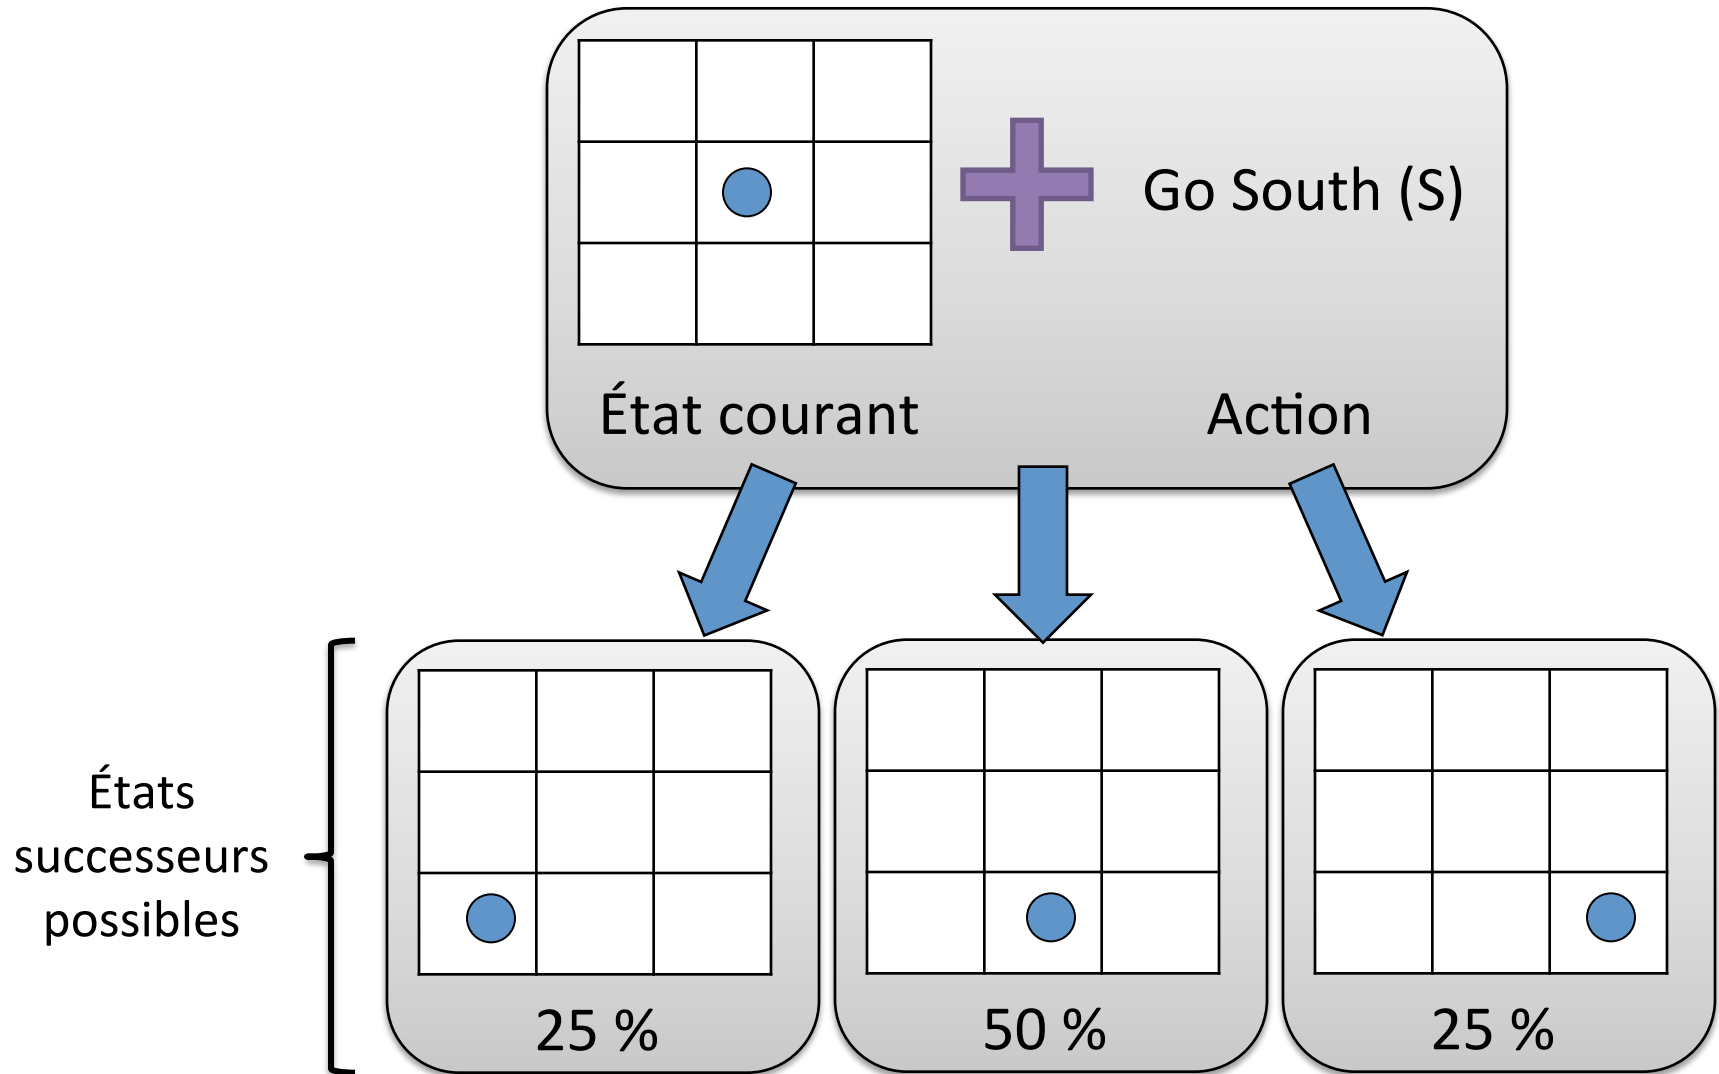 Go South (S)
État courant
Action
États
successeurs
possibles
25 %
50 %
25 %